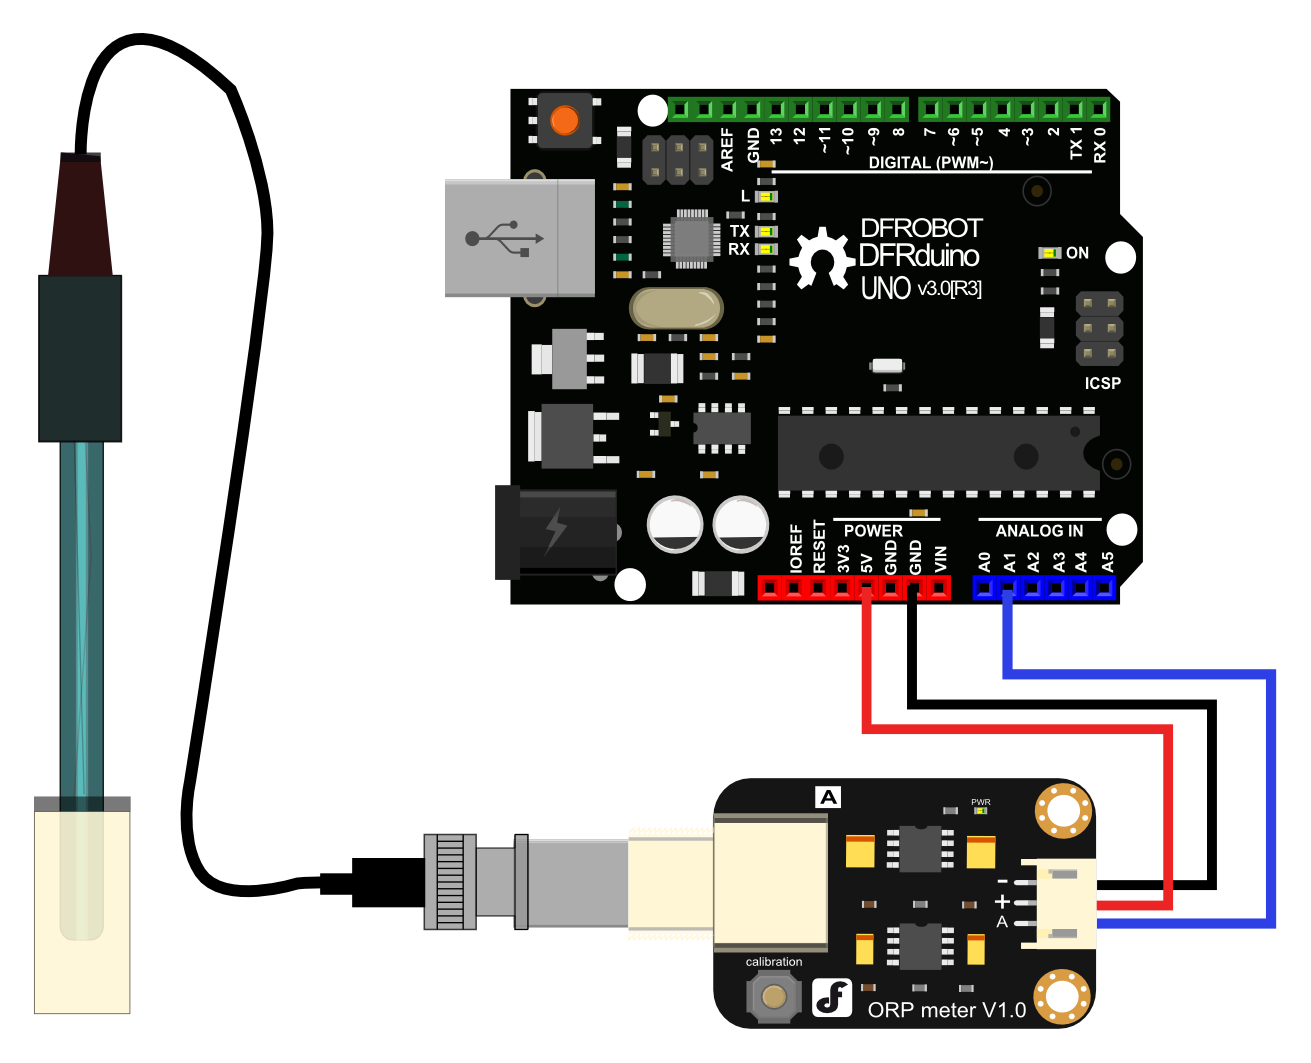 AREF
GND
13
12
~11
~10
~9
8
7
~6
~5
4
~3
2
TX 1
RX 0
DIGITAL (PWM~)
L
TX
RX
DFROBOT
DFRduino
UNO v3.0[R3]
ON
ICSP
POWER
ANALOG IN
IOREF
RESET
3V3
5V
GND
GND
VIN
A0
A1
A2
A3
A4
A5
A
PWR
-
+
A
calibration
ORP meter V1.0